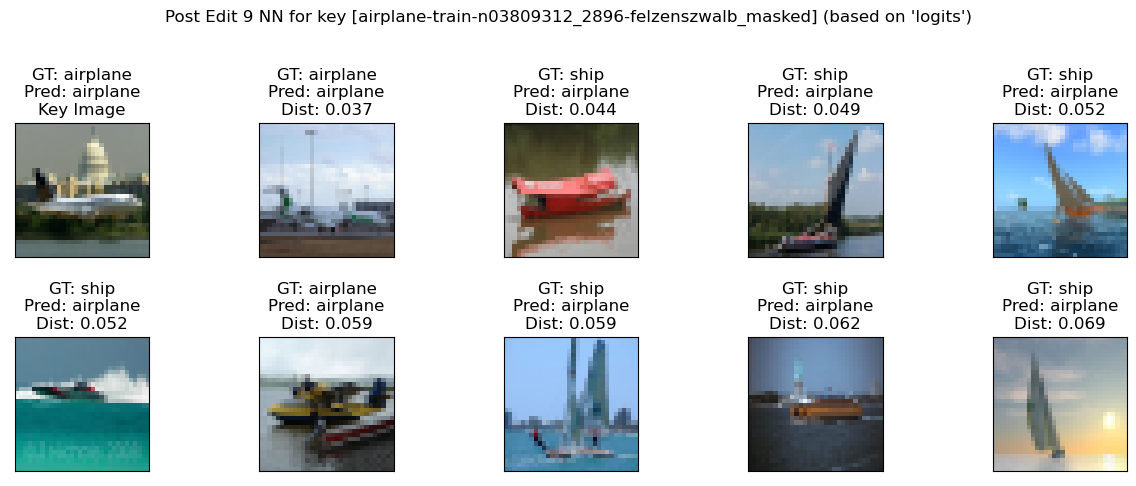 Post Edit 9 NN for key [airplane-train-n03809312_2896-felzenszwalb_masked] (based on 'logits')
GT: airplane
Pred: airplane
Key Image
GT: airplane
Pred: airplane
Dist: 0.037
GT: ship
Pred: airplane
Dist: 0.044
GT: ship
Pred: airplane
Dist: 0.049
GT: ship
Pred: airplane
Dist: 0.052
GT: ship
Pred: airplane
Dist: 0.052
GT: airplane
Pred: airplane
Dist: 0.059
GT: ship
Pred: airplane
Dist: 0.059
GT: ship
Pred: airplane
Dist: 0.062
GT: ship
Pred: airplane
Dist: 0.069